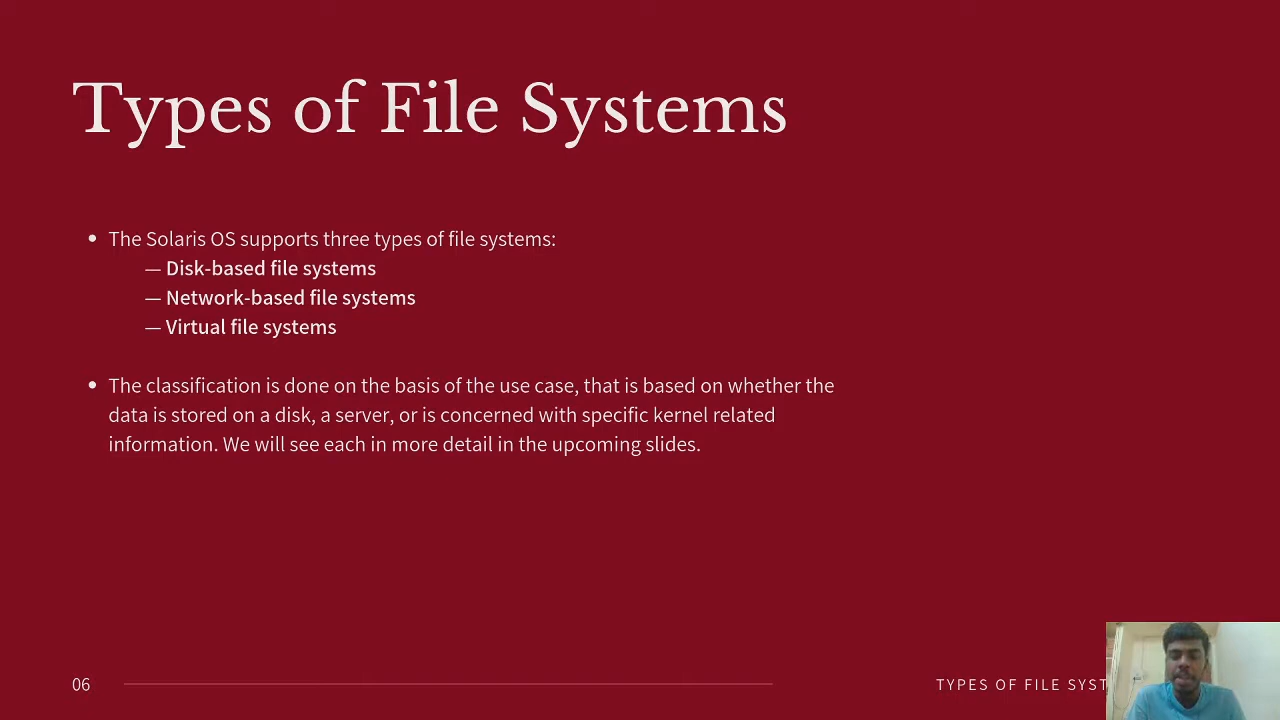 Types of File Systems
• The Solaris OS supports three types of file systems:
— Disk-based file systems
— Network-based file systems
— Virtual file systems
• The classification is done on the basis of the use case, that is based on whether the
data is stored on a disk, a server, or is concerned with specific kernel related
information. We will see each in more detail in the upcoming slides.
06
TYPES OF FILE SYST